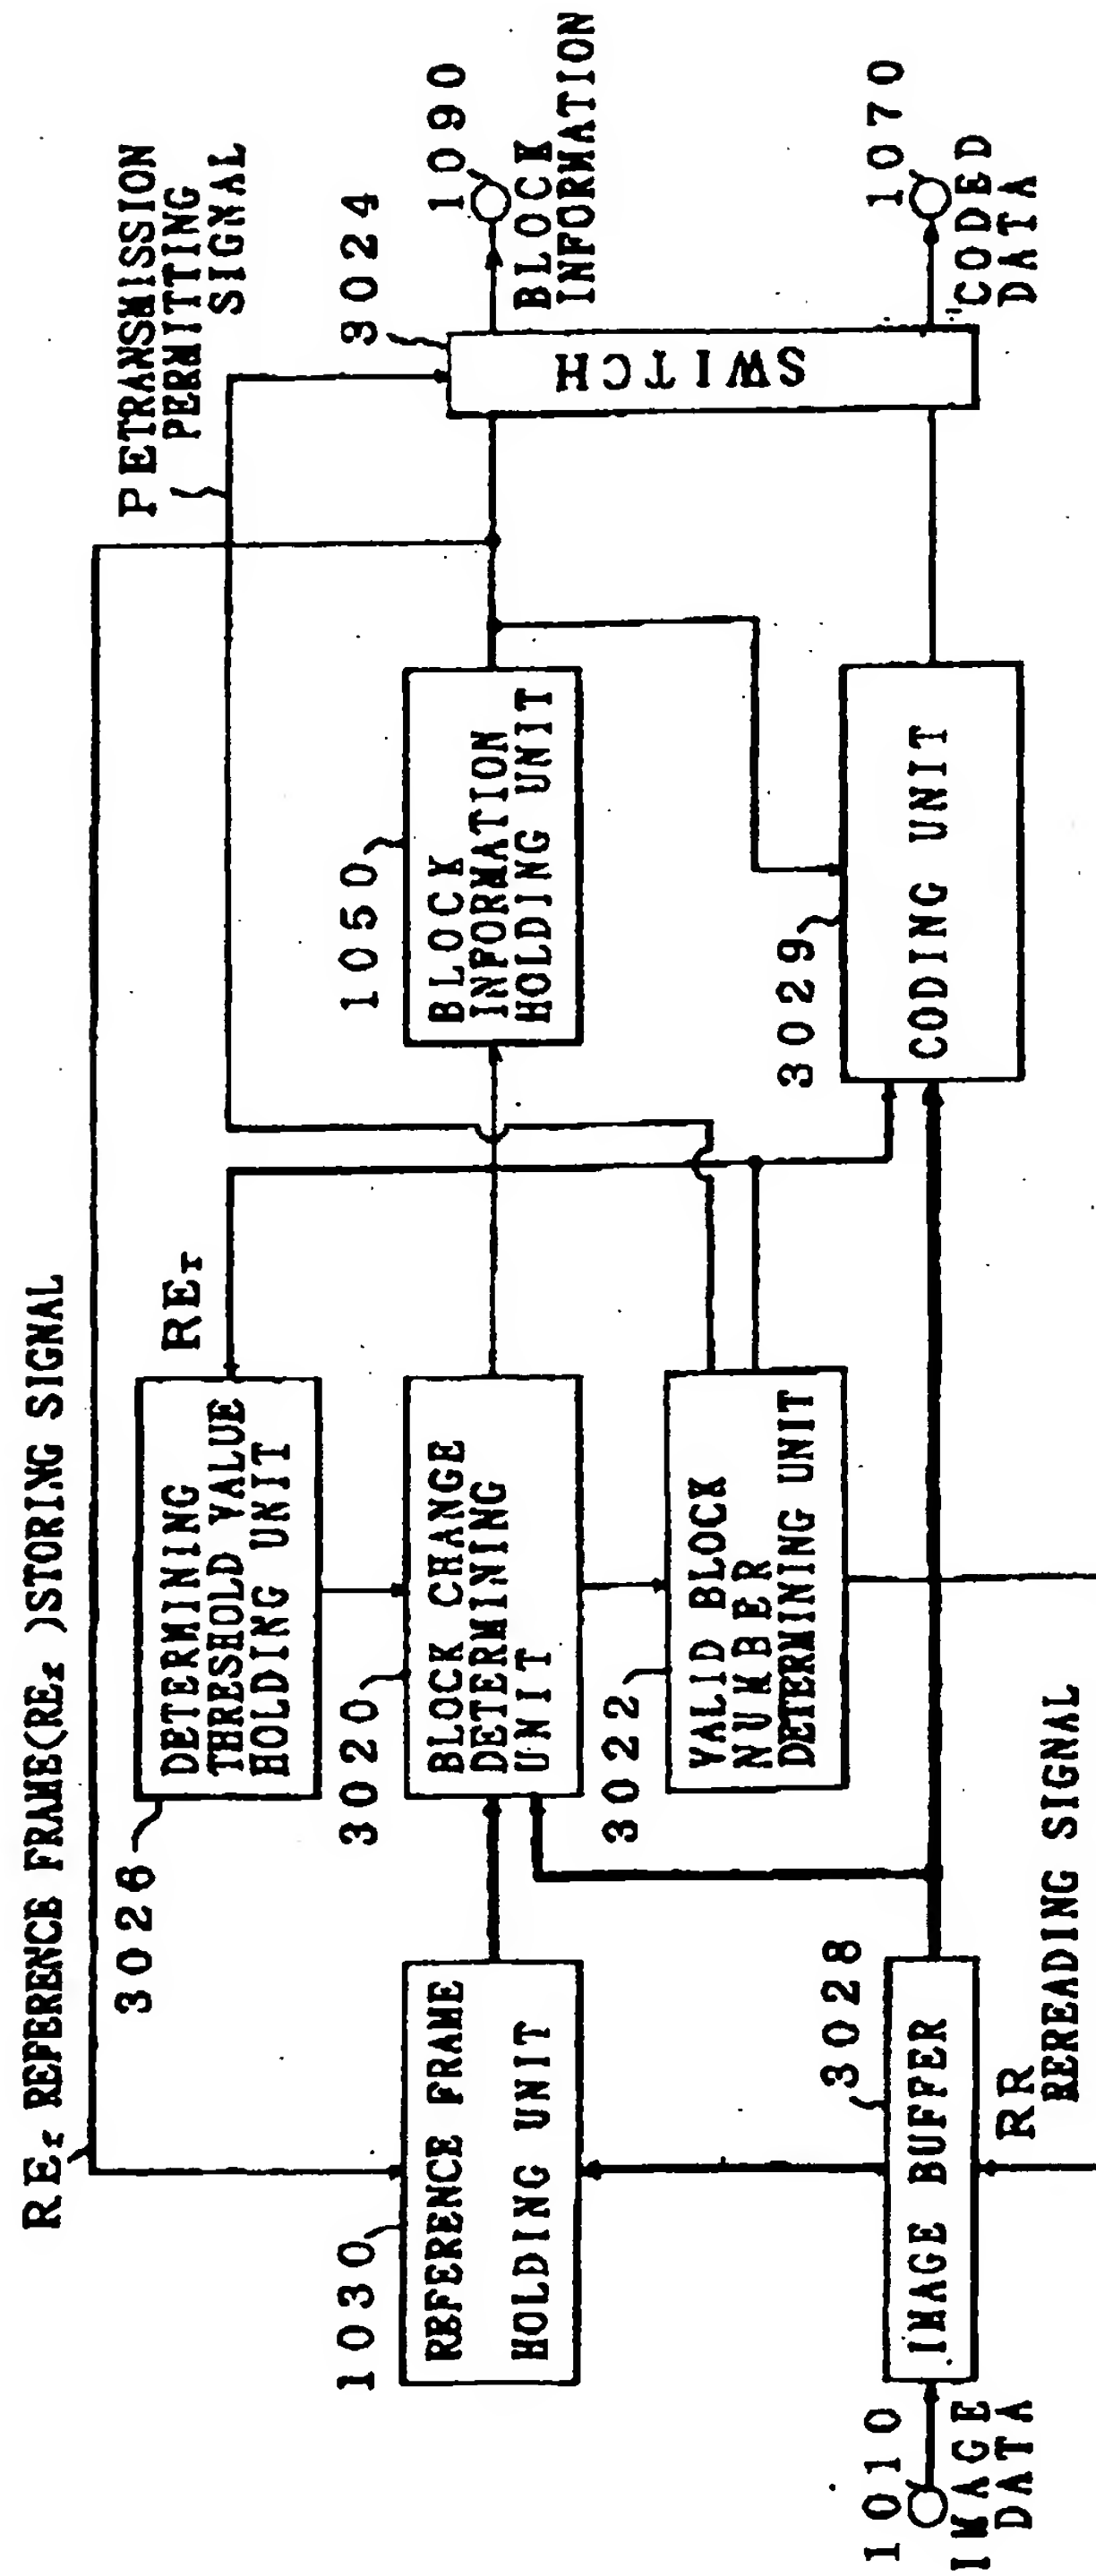 REr REFERENCE FRAME(REr )STORING SIGNAL
PETRANSMISSION
PERMITTING
SIGNAL
3026
DETERMINING
THRESHOLD VALUE
HOLDING UNIT
REr
3024
1030
REFERENCE FRAME
HOLDING UNIT
3020
BLOCK CHANGE
DETERMINING
UNIT
1050
BLOCK
INFORMATION
HOLDING UNIT
SWITCH
1090
BLOCK
INFORMATION
3022
VALID BLOCK
NUMBER
DETERMINING UNIT
3029
CODING UNIT
1010
IMAGE
DATA
3028
IMAGE BUFFER
1070
CODED
DATA
RR
REREADING SIGNAL